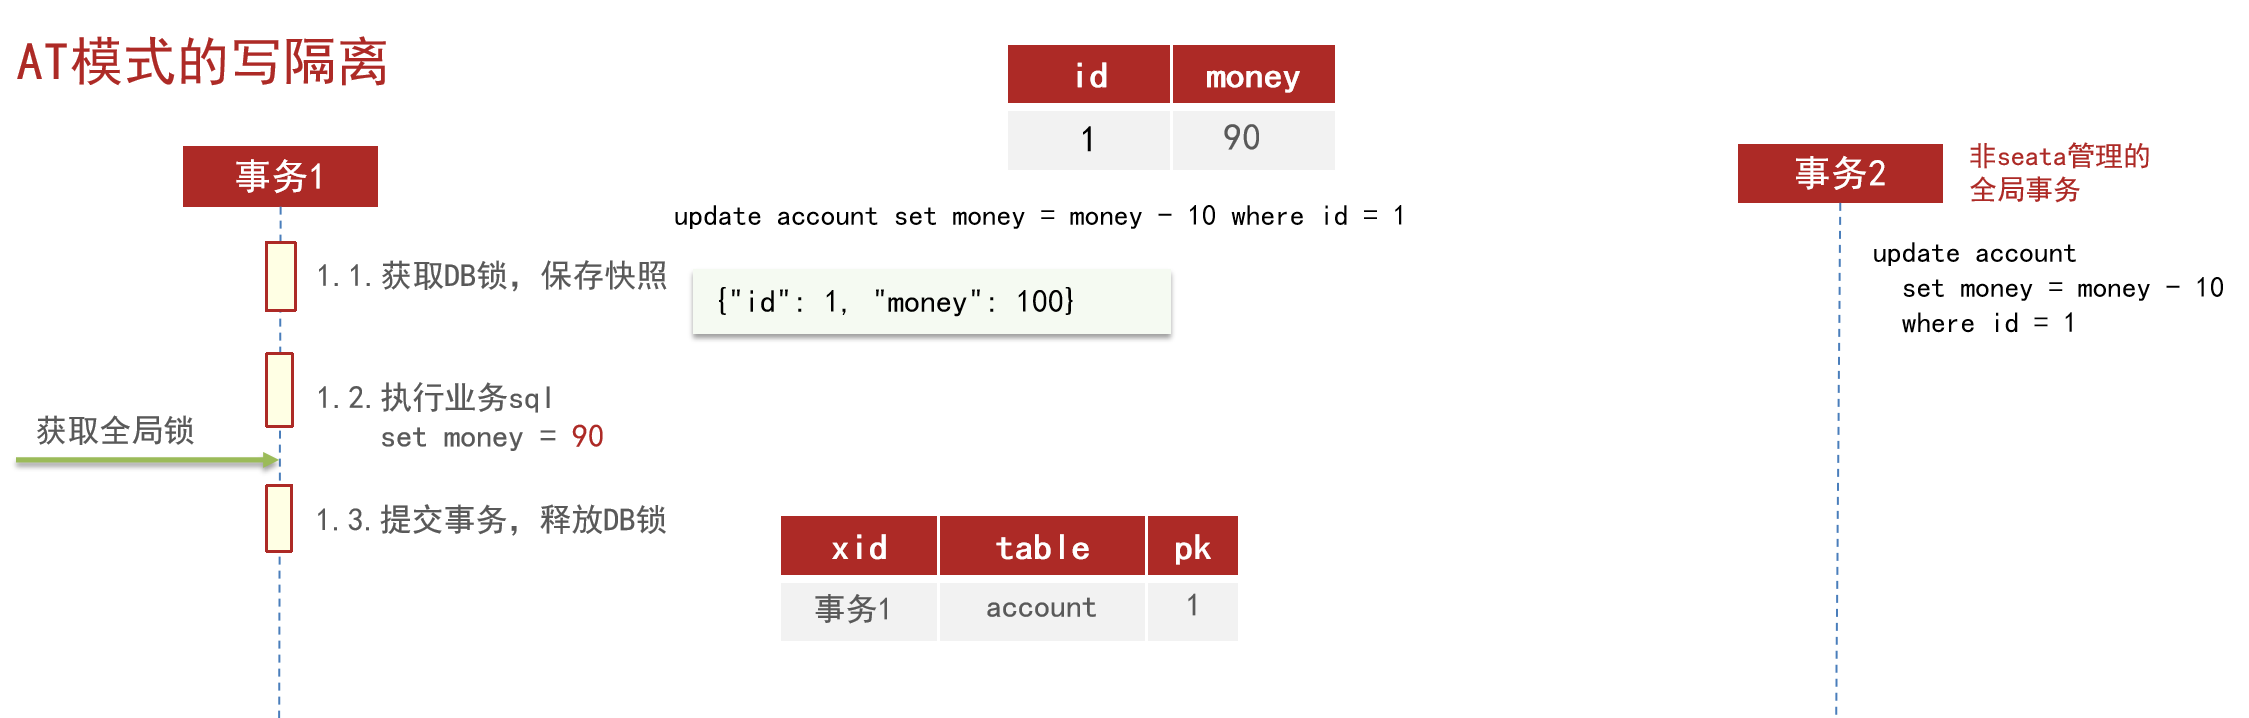 AT模式的写隔离
id money
1 90
事务1
事务2
非seata管理的
全局事务
update account set money = money - 10 where id = 1
1.1.获取DB锁，保存快照
{"id": 1, "money": 100}
update account
set money = money - 10
where id = 1
1.2.执行业务sql
set money = 90
获取全局锁
1.3.提交事务，释放DB锁
xid table pk
事务1 account 1